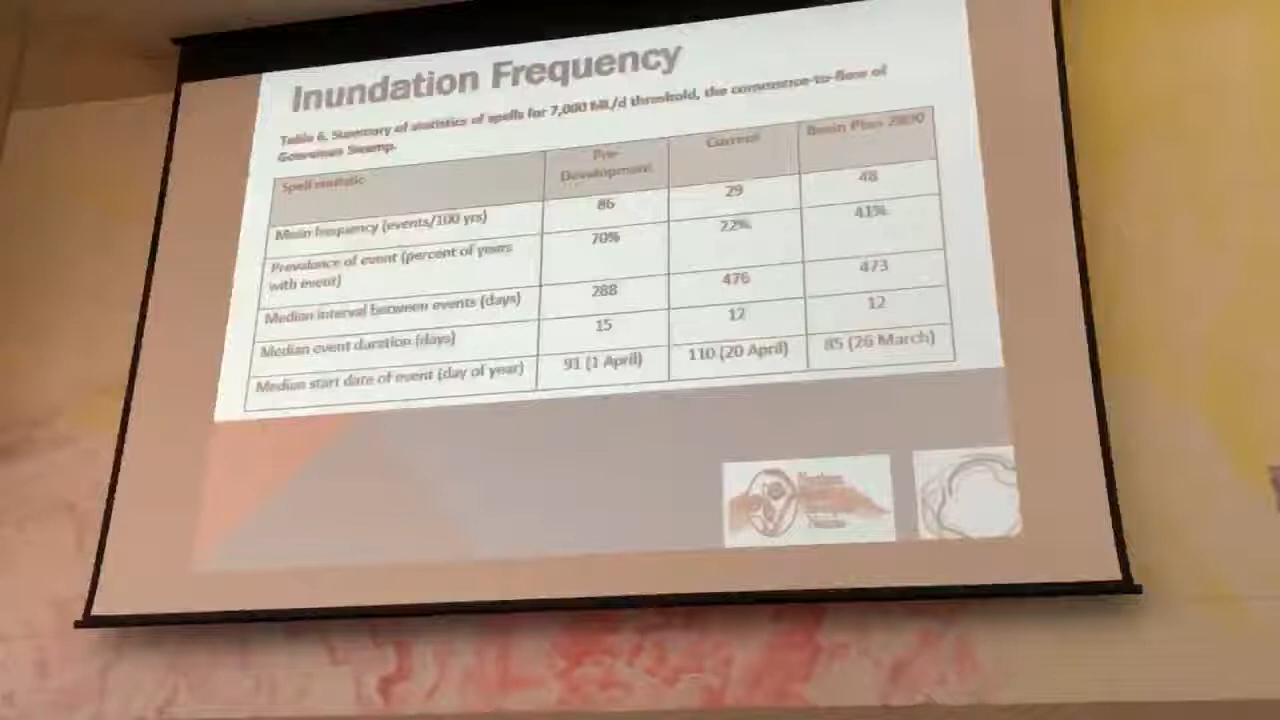 Inundation Frequency
Table 6. Summary of statistics of spells for 7,000 ML/d threshold, the commence-to-flow of
Swamp.
Spell statistic
Pre-
Development
Current
Basin Plan
Mean frequency (events/100 yrs)
86
29
48
Prevalance of event (percent of years
with event)
70%
22%
41%
Median interval between events (days)
288
476
473
Median event duration (days)
15
12
12
Median start date of event (day of year)
91 (1 April)
110 (20 April)
85 (26 March)